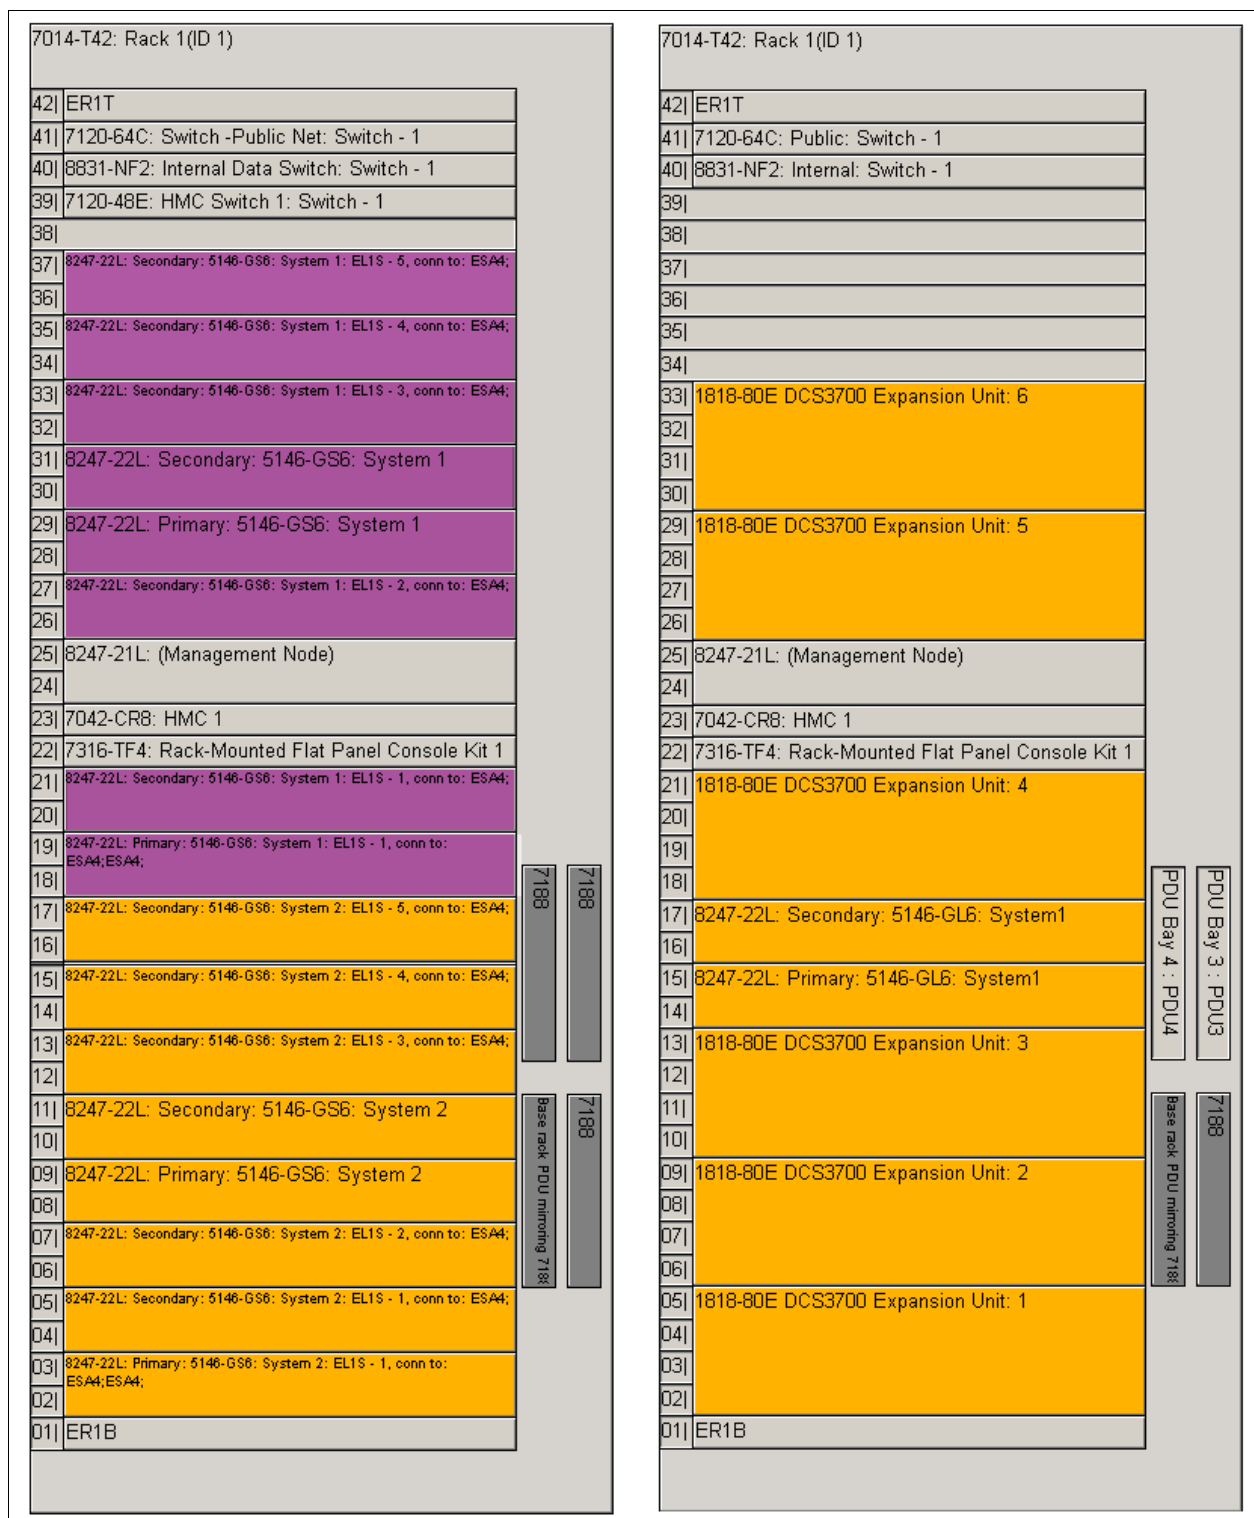 7014-T42: Rack 1(ID 1)
42| ER1T
41| 7120-64C: Switch -Public Net: Switch - 1
40| 8831-NF2: Internal Data Switch: Switch - 1
39| 7120-48E: HMC Switch 1: Switch - 1
38|
37| 8247-22L: Secondary: 5146-GS6: System 1: EL1S - 5, conn to: ESA4;
36|
35| 8247-22L: Secondary: 5146-GS6: System 1: EL1S - 4, conn to: ESA4;
34|
33| 8247-22L: Secondary: 5146-GS6: System 1: EL1S - 3, conn to: ESA4;
32|
31| 8247-22L: Secondary: 5146-GS6: System 1
30|
29| 8247-22L: Primary: 5146-GS6: System 1
28|
27| 8247-22L: Secondary: 5146-GS6: System 1: EL1S - 2, conn to: ESA4;
26|
25| 8247-21L: (Management Node)
24|
23| 7042-CR8: HMC 1
22| 7316-TF4: Rack-Mounted Flat Panel Console Kit 1
21| 8247-22L: Secondary: 5146-GS6: System 1: EL1S - 1, conn to: ESA4;
20|
19| 8247-22L: Primary: 5146-GS6: System 1: EL1S - 1, conn to:
ESA4;ESA4;
18|
17| 8247-22L: Secondary: 5146-GS6: System 2: EL1S - 5, conn to: ESA4;
16|
15| 8247-22L: Secondary: 5146-GS6: System 2: EL1S - 4, conn to: ESA4;
14|
13| 8247-22L: Secondary: 5146-GS6: System 2: EL1S - 3, conn to: ESA4;
12|
11| 8247-22L: Secondary: 5146-GS6: System 2
10|
09| 8247-22L: Primary: 5146-GS6: System 2
08|
07| 8247-22L: Secondary: 5146-GS6: System 2: EL1S - 2, conn to: ESA4;
06|
05| 8247-22L: Secondary: 5146-GS6: System 2: EL1S - 1, conn to: ESA4;
04|
03| 8247-22L: Primary: 5146-GS6: System 2: EL1S - 1, conn to:
ESA4;ESA4;
02|
01| ER1B
7188
7188
Base rack PDU mirroring 7188
7188
7014-T42: Rack 1(ID 1)
42| ER1T
41| 7120-64C: Public: Switch - 1
40| 8831-NF2: Internal: Switch - 1
39|
38|
37|
36|
35|
34|
33| 1818-80E DCS3700 Expansion Unit: 6
32|
31|
30|
29| 1818-80E DCS3700 Expansion Unit: 5
28|
27|
26|
25| 8247-21L: (Management Node)
24|
23| 7042-CR8: HMC 1
22| 7316-TF4: Rack-Mounted Flat Panel Console Kit 1
21| 1818-80E DCS3700 Expansion Unit: 4
20|
19|
18|
17| 8247-22L: Secondary: 5146-GL6: System1
16|
15| 8247-22L: Primary: 5146-GL6: System1
14|
13| 1818-80E DCS3700 Expansion Unit: 3
12|
11|
10|
09| 1818-80E DCS3700 Expansion Unit: 2
08|
07|
06|
05| 1818-80E DCS3700 Expansion Unit: 1
04|
03|
02|
01| ER1B
PDU Bay 4 : PDU4
PDU Bay 3 : PDU3
Base rack PDU mirroring 7188
7188